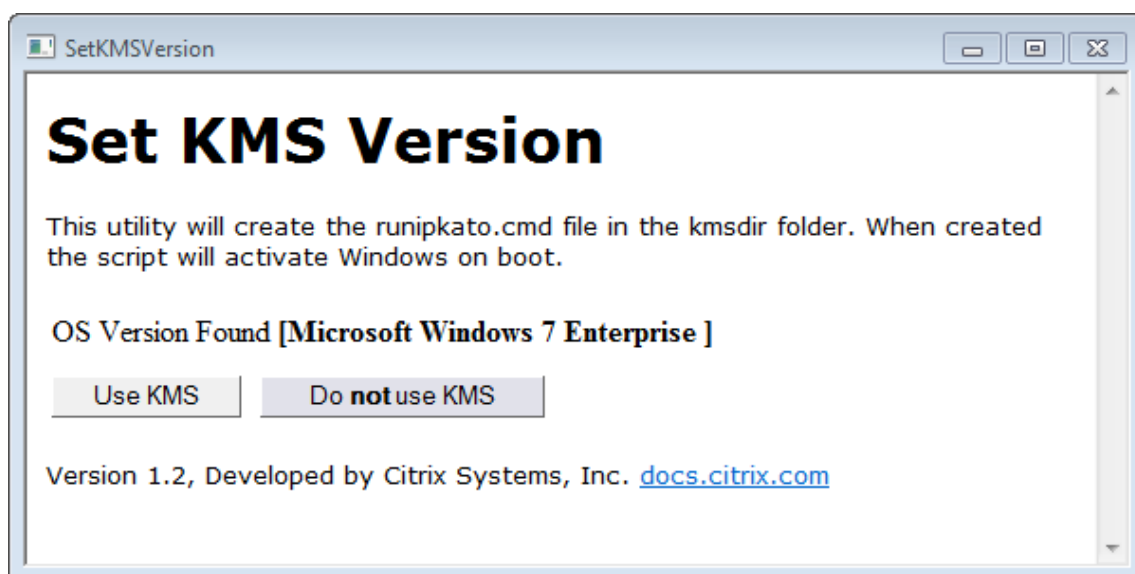 SetKMSVersion
Set KMS Version
This utility will create the runipkato.cmd file in the kmsdir folder. When created
the script will activate Windows on boot.
OS Version Found [Microsoft Windows 7 Enterprise ]
Use KMS Do not use KMS
Version 1.2, Developed by Citrix Systems, Inc. docs.citrix.com